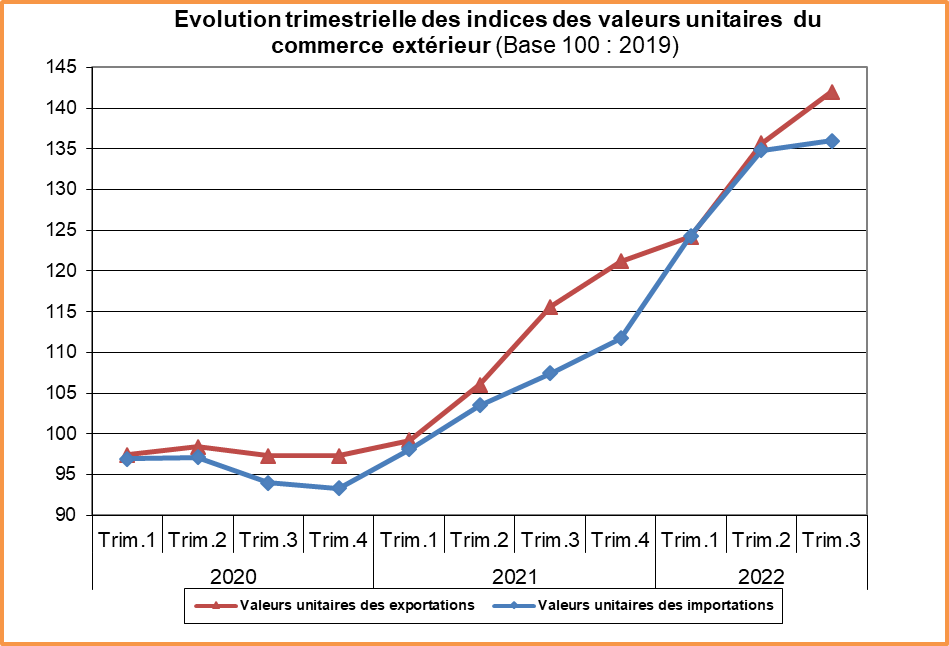 Evolution trimestrielle des indices des valeurs unitaires du
commerce extérieur (Base 100 : 2019)
145
140
135
130
125
120
115
110
105
100
95
90
Trim.1 Trim.2 Trim.3 Trim.4 Trim.1 Trim.2 Trim.3 Trim.4 Trim.1 Trim.2 Trim.3
2020 2021 2022
Valeurs unitaires des exportations Valeurs unitaires des importations